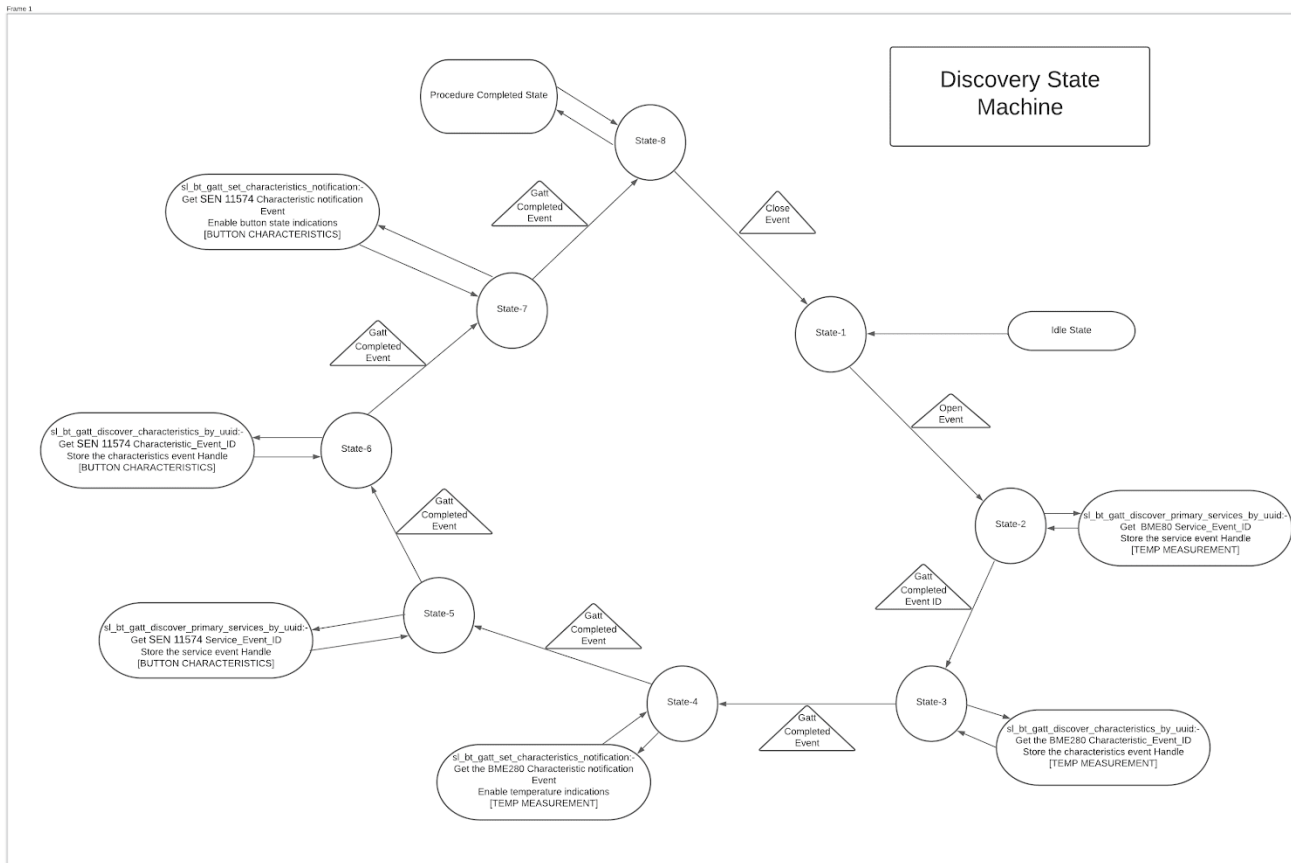 Frame 1
Discovery State
Machine
Procedure Completed State
State-8
sl_bt_gatt_set_characteristics_notification:-
Get SEN 11574 Characteristic notification
Event
Enable button state indications
[BUTTON CHARACTERISTICS]
Gatt
Completed
Event
Close
Event
State-7
State-1
Idle State
Gatt
Completed
Event
Open
Event
sl_bt_gatt_discover_characteristics_by_uuid:-
Get SEN 11574 Characteristic_Event_ID
Store the characteristics event Handle
[BUTTON CHARACTERISTICS]
State-6
Gatt
Completed
Event
State-2
sl_bt_gatt_discover_primary_services_by_uuid:-
Get  BME80 Service_Event_ID
Store the service event Handle
[TEMP MEASUREMENT]
Gatt
Completed
Event ID
sl_bt_gatt_discover_primary_services_by_uuid:-
Get SEN 11574 Service_Event_ID
Store the service event Handle
[BUTTON CHARACTERISTICS]
State-5
Gatt
Completed
Event
State-4
Gatt
Completed
Event
State-3
sl_bt_gatt_set_characteristics_notification:-
Get the BME280 Characteristic notification
Event
Enable temperature indications
[TEMP MEASUREMENT]
sl_bt_gatt_discover_characteristics_by_uuid:-
Get the BME280 Characteristic_Event_ID
Store the characteristics event Handle
[TEMP MEASUREMENT]